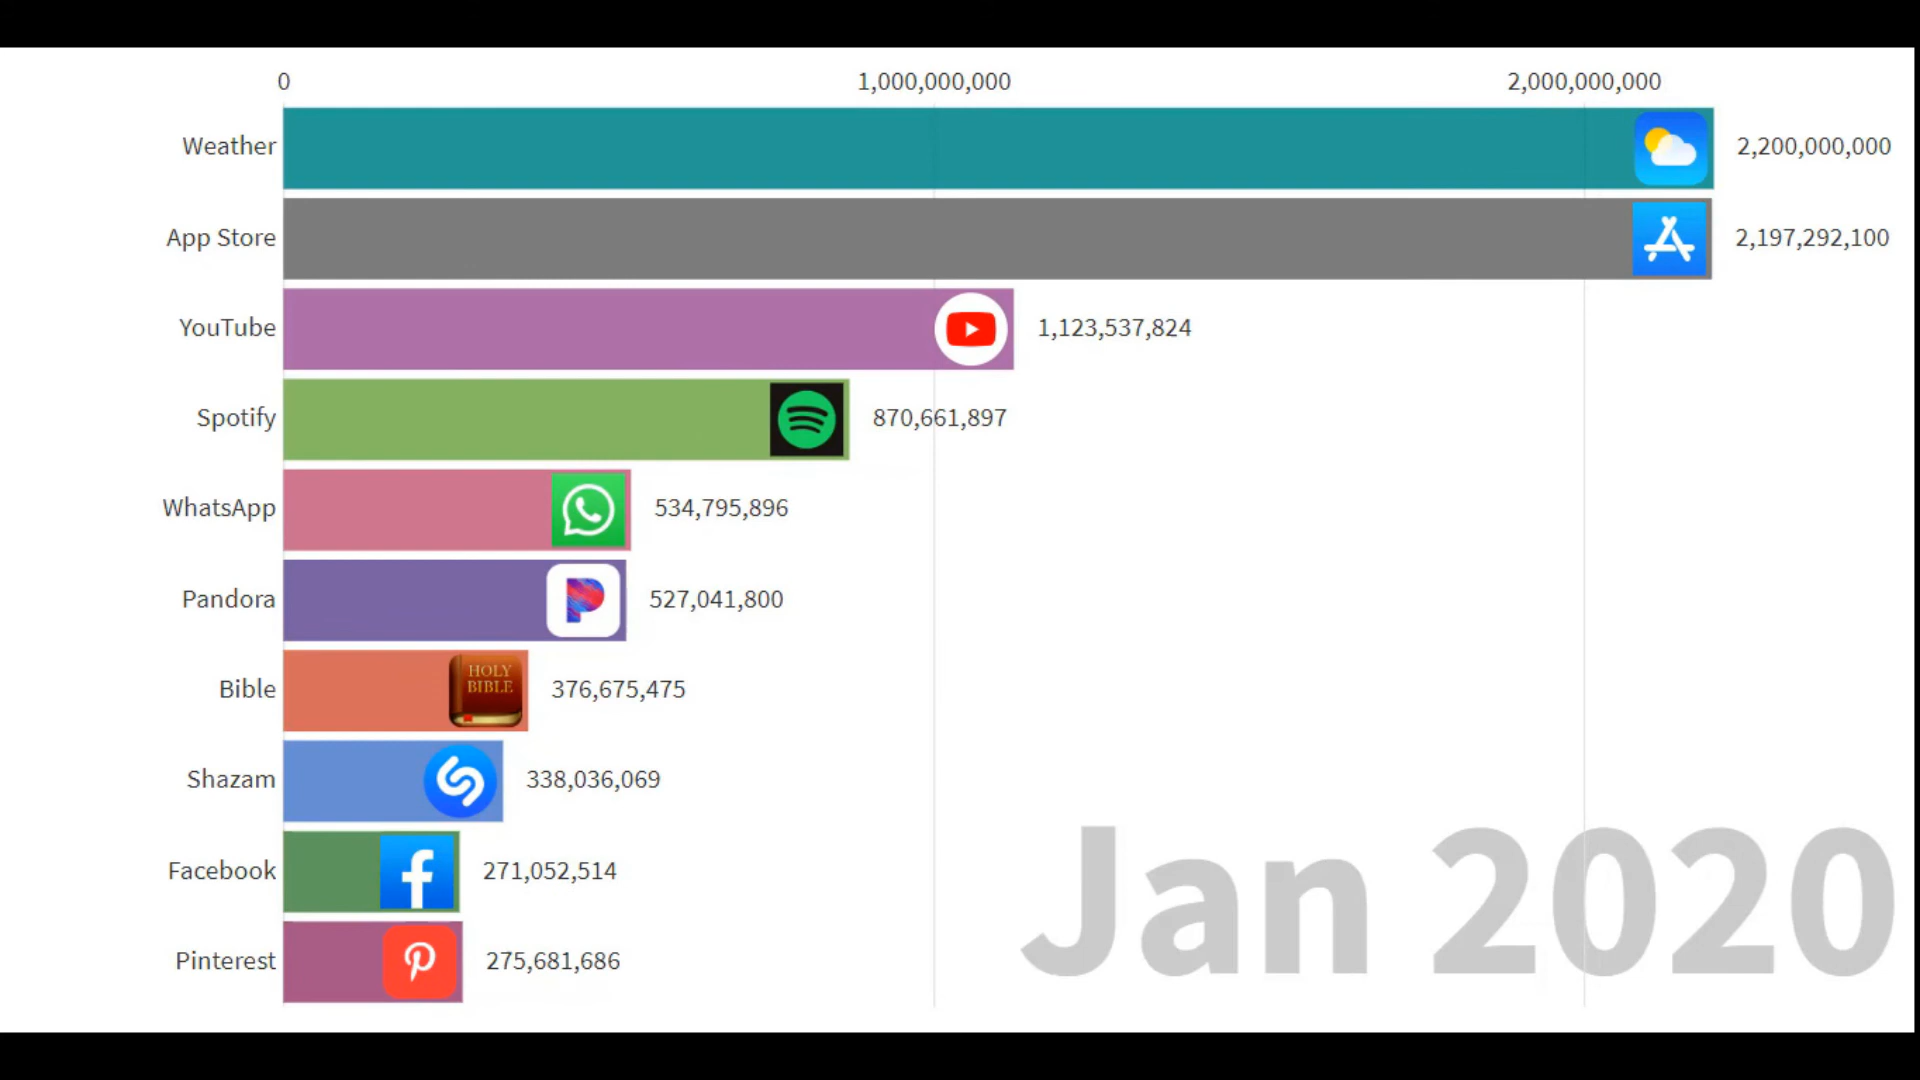 0 1,000,000,000 2,000,000,000
Weather 2,200,000,000
App Store 2,197,292,100
YouTube 1,123,537,824
Spotify 870,661,897
WhatsApp 534,795,896
Pandora P 527,041,800
Bible HOLY BIBLE 376,675,475
Shazam 338,036,069
Facebook f 271,052,514
Pinterest P 275,681,686
Jan 2020